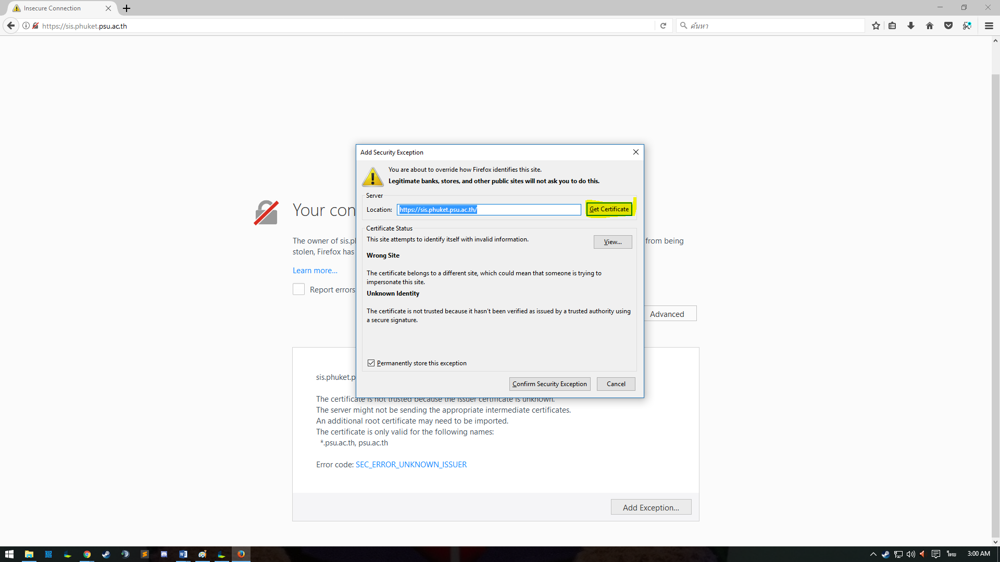 Insecure Connection
https://sis.phuket.psu.ac.th
ค้นหา
Add Security Exception
You are about to override how Firefox identifies this site.
Legitimate banks, stores, and other public sites will not ask you to do this.
Server
Location: https://sis.phuket.psu.ac.th/ Get Certificate
Certificate Status
This site attempts to identify itself with invalid information.
View...
Wrong Site
The certificate belongs to a different site, which could mean that someone is trying to
impersonate this site.
Unknown Identity
The certificate is not trusted because it hasn't been verified as issued by a trusted authority using
a secure signature.
Permanently store this exception
Confirm Security Exception Cancel
Your con
The owner of sis.p from being
stolen, Firefox has
Learn more...
Report errors
Advanced
sis.phuket.p
The certificate is not trusted because the issuer certificate is unknown.
The server might not be sending the appropriate intermediate certificates.
An additional root certificate may need to be imported.
The certificate is only valid for the following names:
*.psu.ac.th, psu.ac.th
Error code: SEC_ERROR_UNKNOWN_ISSUER
Add Exception...
ไทย
3:00 AM